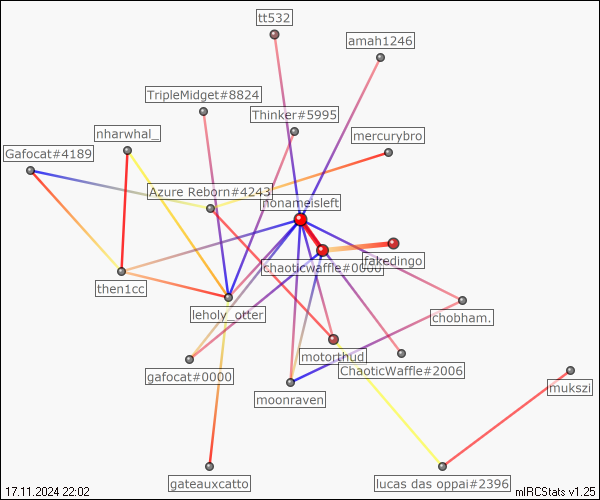 tt532
amah1246
TripleMidget#8824
Thinker#5995
nharwhal_
mercurybro
Gafocat#4189
Azure Reborn#4243
nonameisleft
chaoticwaffle#0000
fakedingo
then1cc
leholy_otter
chobham.
motorthud
gafocat#0000
ChaoticWaffle#2006
moonraven
mukszi
gateauxcatto
lucas das oppai#2396
17.11.2024 22:02
mIRCStats v1.25